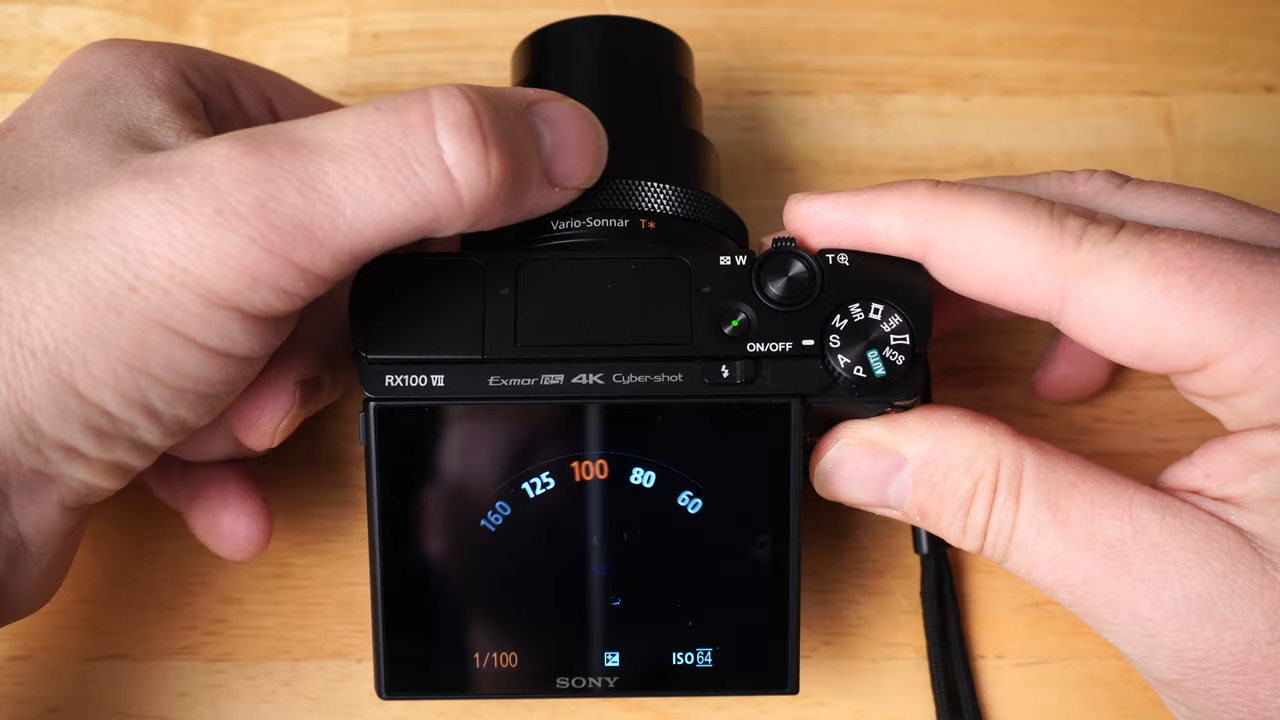 Vario-Sonnar T*
W T
ON/OFF
M MR HFR SCN AUTO P A S
RX100 VII Exmor RS 4K Cyber-shot
160 125 100 80 60
1/100 ISO 64
SONY